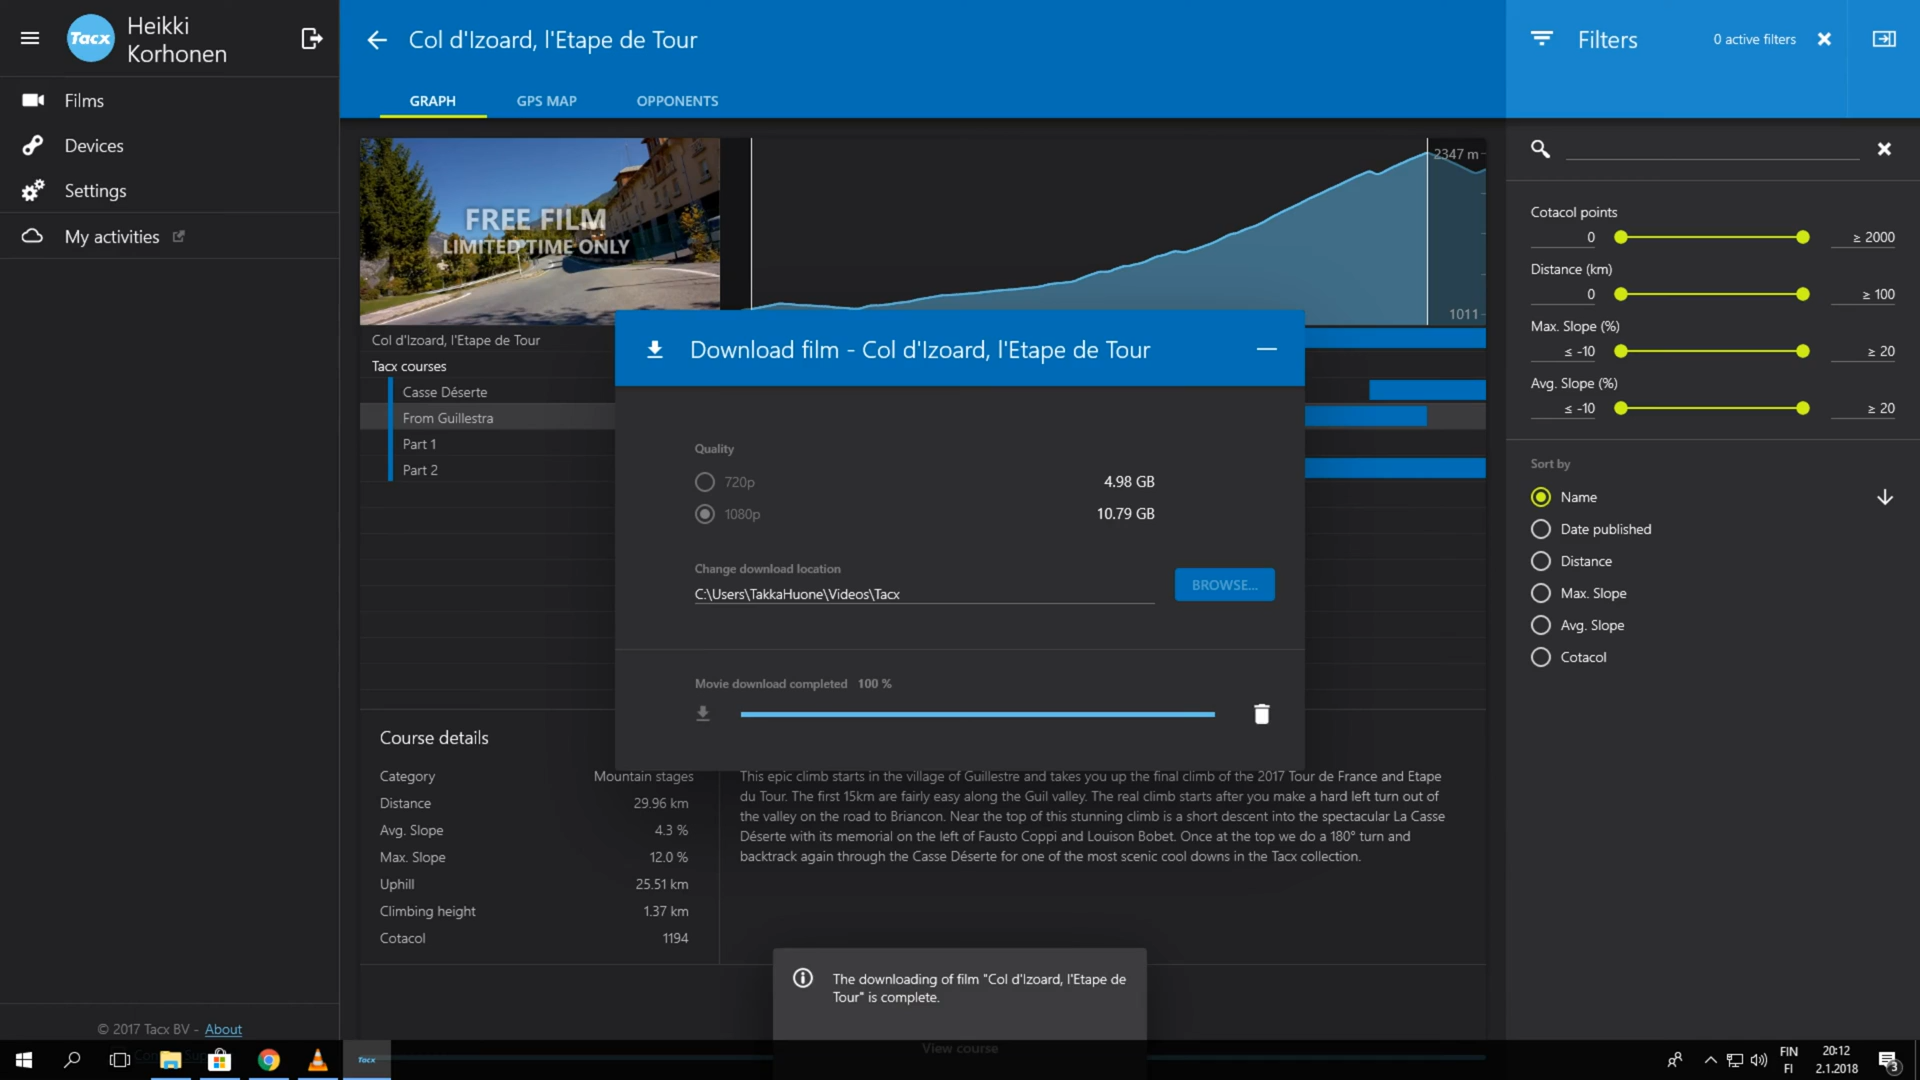 Tacx
Heikki
Korhonen
Films
Devices
Settings
My activities
© 2017 Tacx BV - About
Col d'Izoard, l'Etape de Tour
GRAPH
GPS MAP
OPPONENTS
FREE FILM
LIMITED TIME ONLY
2347 m
1011
Col d'Izoard, l'Etape de Tour
Tacx courses
Casse Déserte
From Guillestra
Part 1
Part 2
Download film - Col d'Izoard, l'Etape de Tour
Quality
720p 4.98 GB
1080p 10.79 GB
Change download location
C:\Users\TakkaHuone\Videos\Tacx
BROWSE...
Movie download completed 100 %
Course details
Category Mountain stages
Distance 29.96 km
Avg. Slope 4.3 %
Max. Slope 12.0 %
Uphill 25.51 km
Climbing height 1.37 km
Cotacol 1194
This epic climb starts in the village of Guillestre and takes you up the final climb of the 2017 Tour de France and Etape
du Tour. The first 15km are fairly easy along the Guil valley. The real climb starts after you make a hard left turn out of
the valley on the road to Briancon. Near the top of this stunning climb is a short descent into the spectacular La Casse
Déserte with its memorial on the left of Fausto Coppi and Louison Bobet. Once at the top we do a 180° turn and
backtrack again through the Casse Déserte for one of the most scenic cool downs in the Tacx collection.
The downloading of film "Col d'Izoard, l'Etape de
Tour" is complete.
View course
Filters
0 active filters
Cotacol points
0 ≥ 2000
Distance (km)
0 ≥ 100
Max. Slope (%)
≤ -10 ≥ 20
Avg. Slope (%)
≤ -10 ≥ 20
Sort by
Name
Date published
Distance
Max. Slope
Avg. Slope
Cotacol
Tacx
FIN
FI
20:12
2.1.2018
3